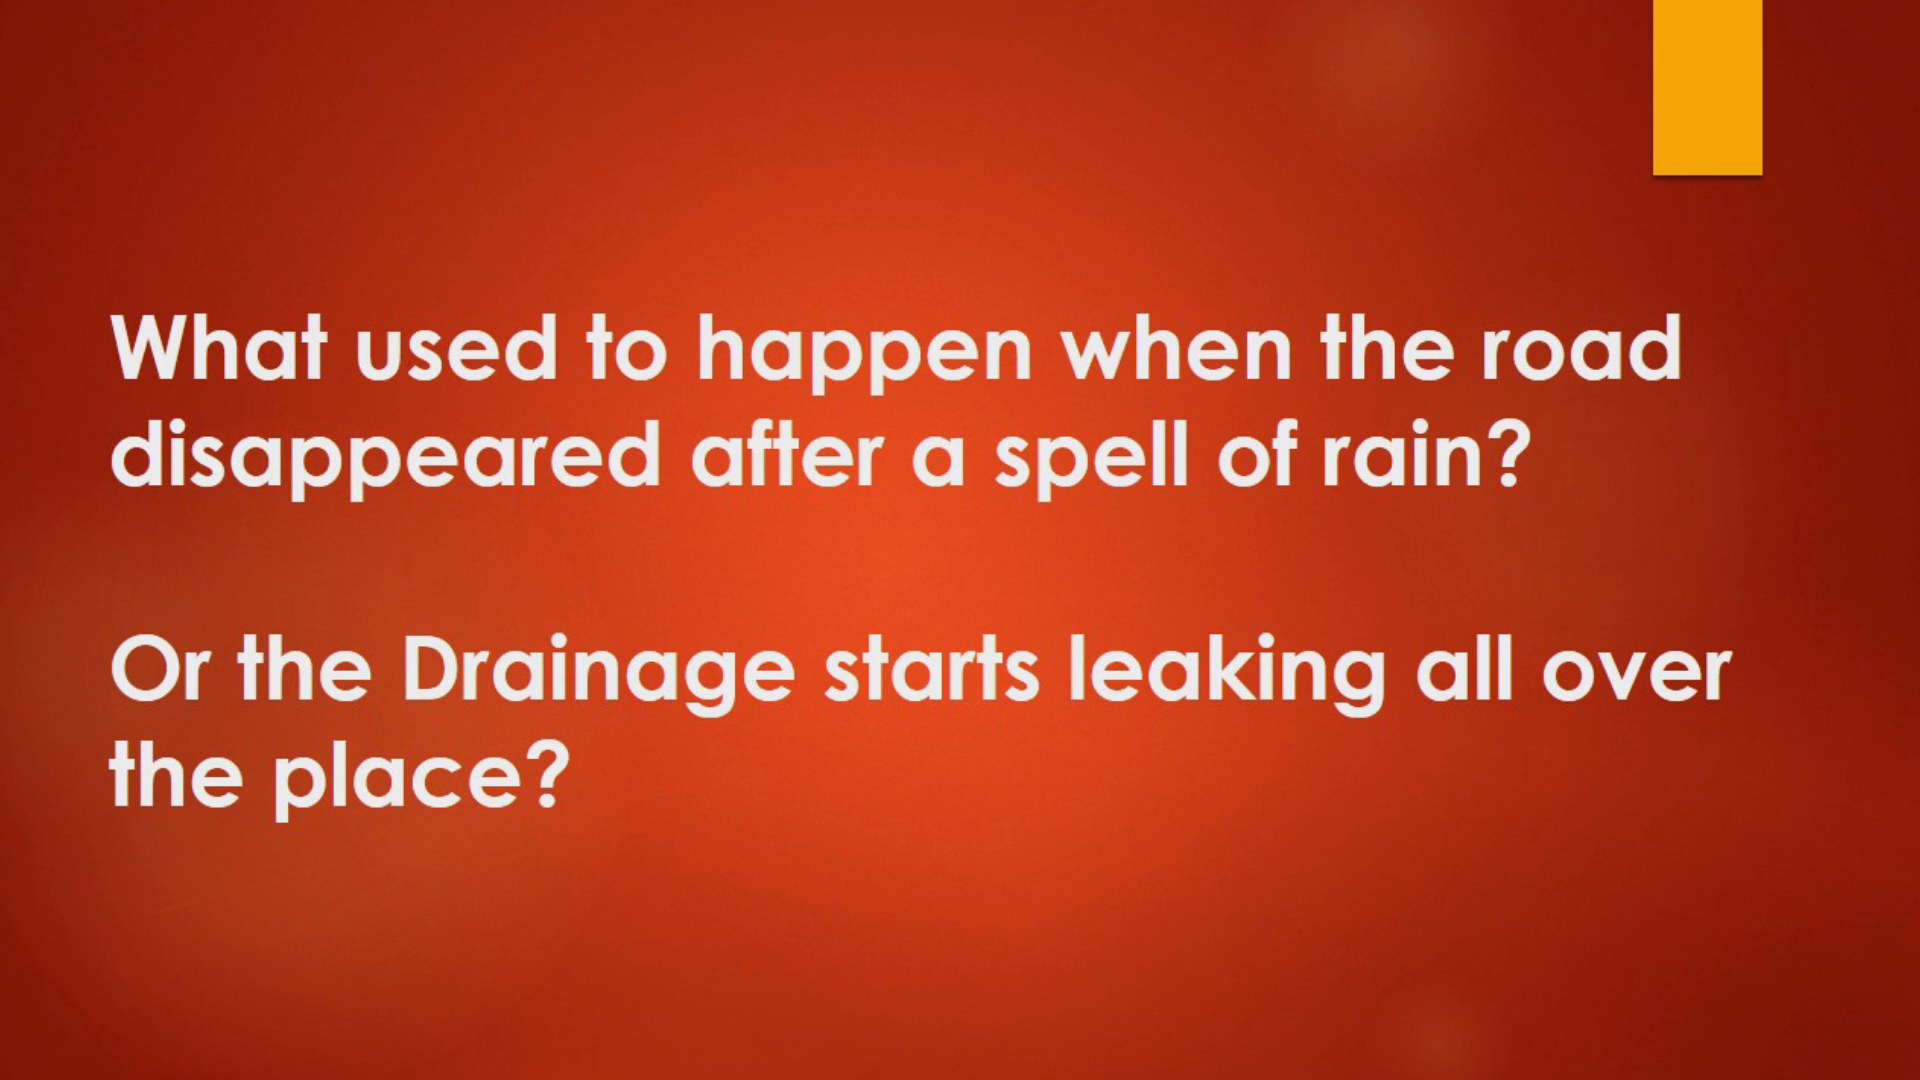 What used to happen when the road
disappeared after a spell of rain?
Or the Drainage starts leaking all over
the place?